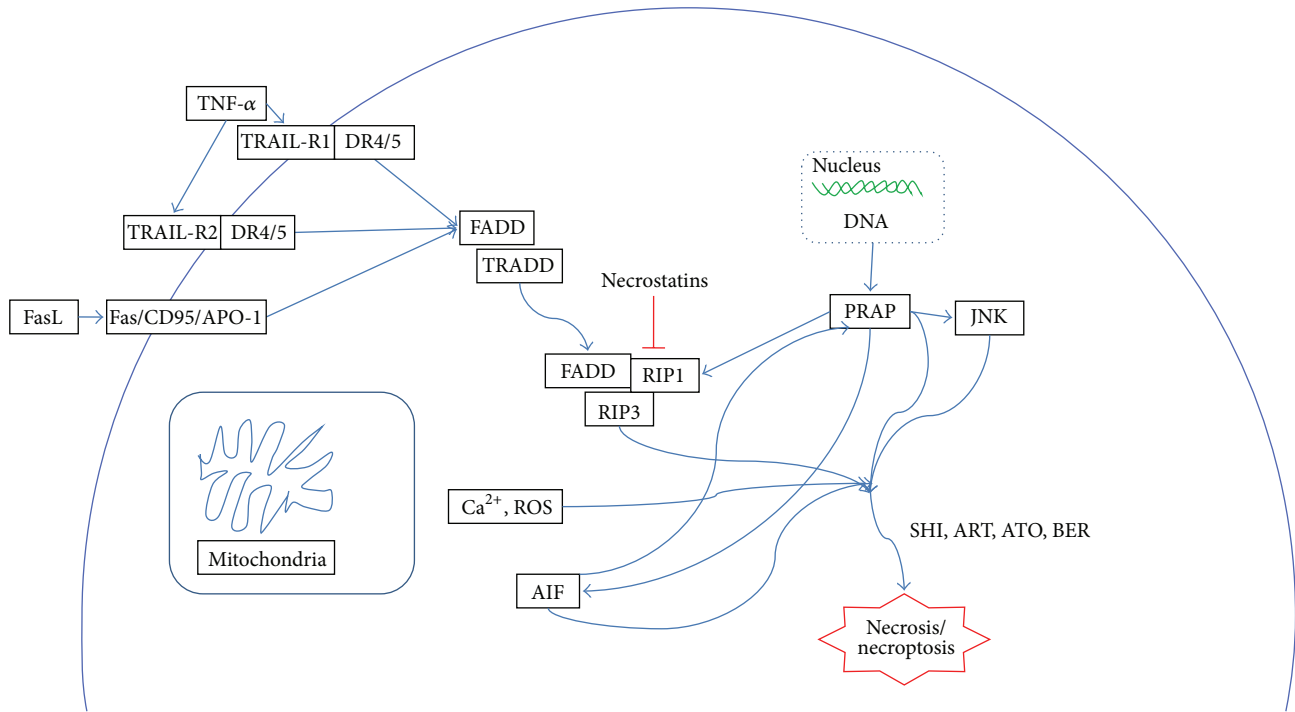 TNF-α
TRAIL-R1 DR4/5
TRAIL-R2 DR4/5
FasL
Fas/CD95/APO-1
FADD
TRADD
Necrostatins
FADD
RIP1
RIP3
Nucleus
DNA
PRAP
JNK
Mitochondria
Ca²⁺, ROS
AIF
SHI, ART, ATO, BER
Necrosis/
necroptosis